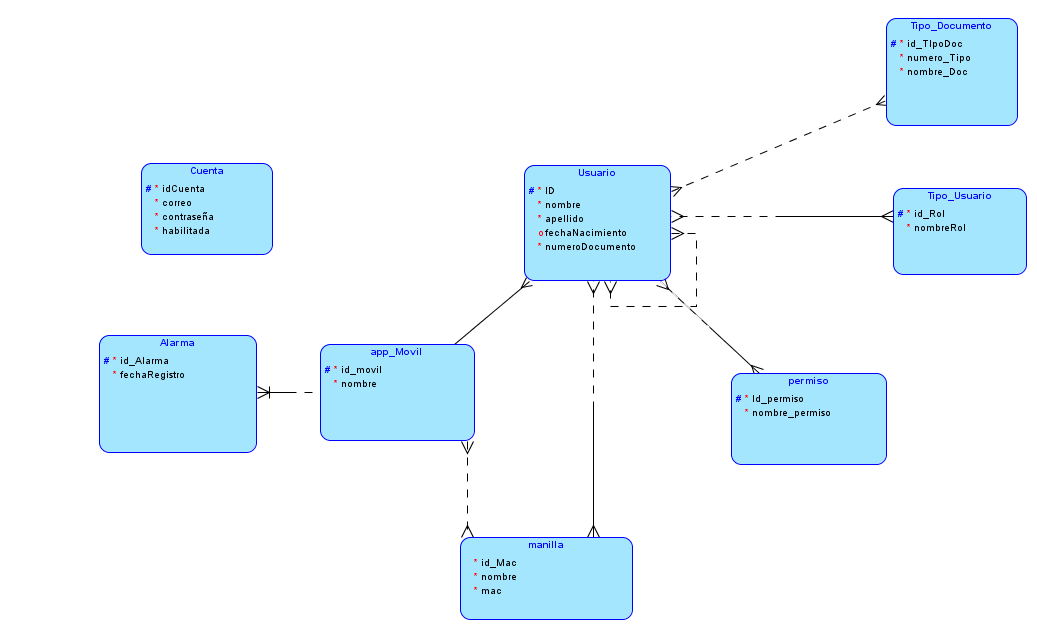 Tipo_Documento
# * id_TIpoDoc
* numero_Tipo
* nombre_Doc
Cuenta
# * idCuenta
* correo
* contraseña
* habilitada
Usuario
# * ID
* nombre
* apellido
o fechaNacimiento
* numeroDocumento
Tipo_Usuario
# * id_Rol
* nombreRol
Alarma
# * id_Alarma
* fechaRegistro
app_Movil
# * id_movil
* nombre
permiso
# * Id_permiso
* nombre_permiso
manilla
* id_Mac
* nombre
* mac